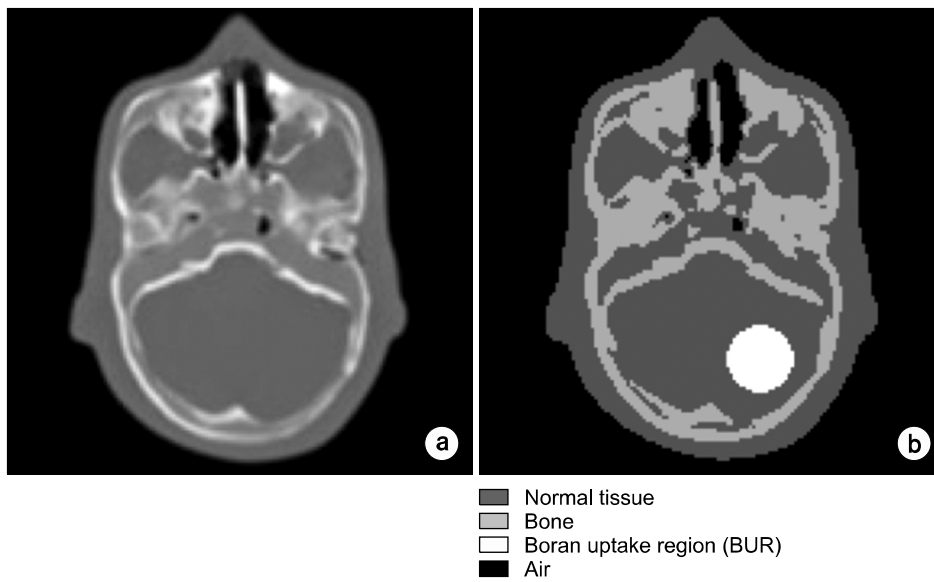 a
b
Normal tissue
Bone
Boran uptake region (BUR)
Air